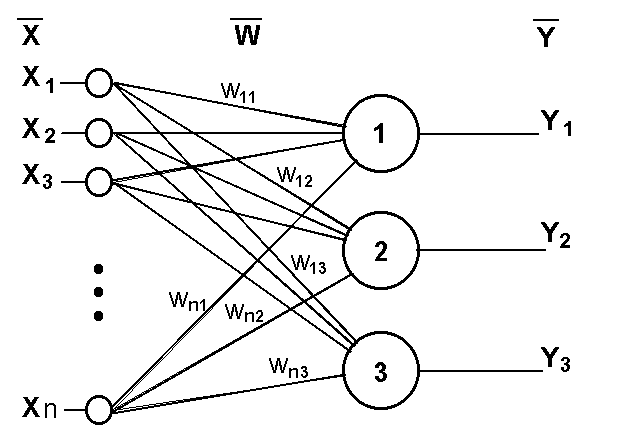 X̅ W̅ Y̅
X₁ W₁₁ 1 Y₁
X₂
X₃ W₁₂
2 Y₂
W₁₃
Wₙ₁ Wₙ₂
Wₙ₃ 3 Y₃
Xn